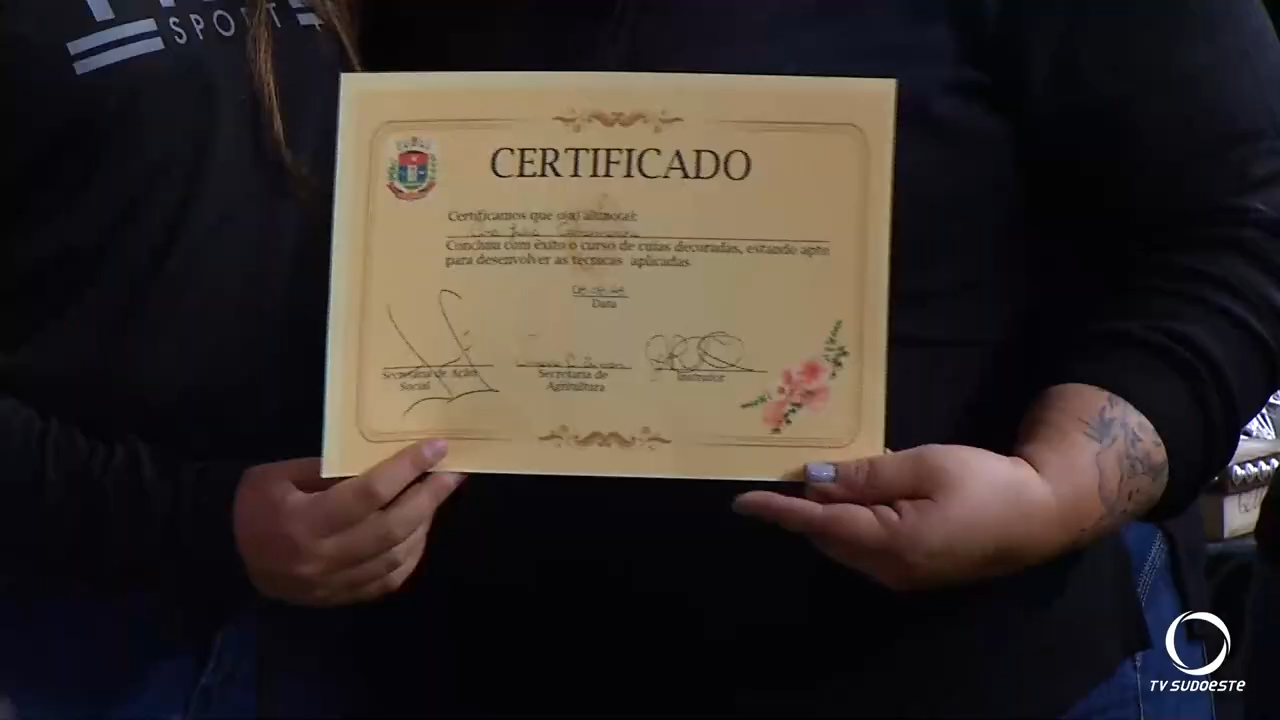 SPORT
CERTIFICADO
Certificamos que o(a) aluno(a):
Concluiu com êxito o curso de cuias decoradas, estando apto
para desenvolver as técnicas aplicadas.
Data
Secretaria de Ação
Social
Secretaria de
Agricultura
Instrutor
TV SUDOESTE